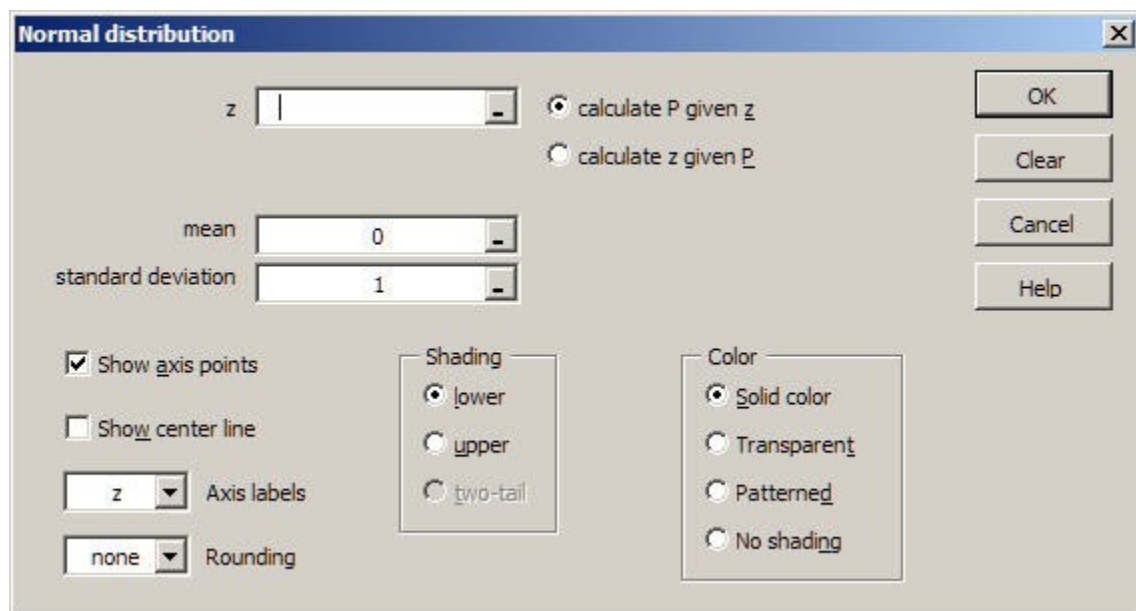 Normal distribution
z
calculate P given z
OK
calculate z given P
Clear
mean 0
Cancel
standard deviation 1
Help
Show axis points
Shading
Color
lower
Solid color
Show center line
upper
Transparent
z Axis labels
two-tail
Patterned
none Rounding
No shading